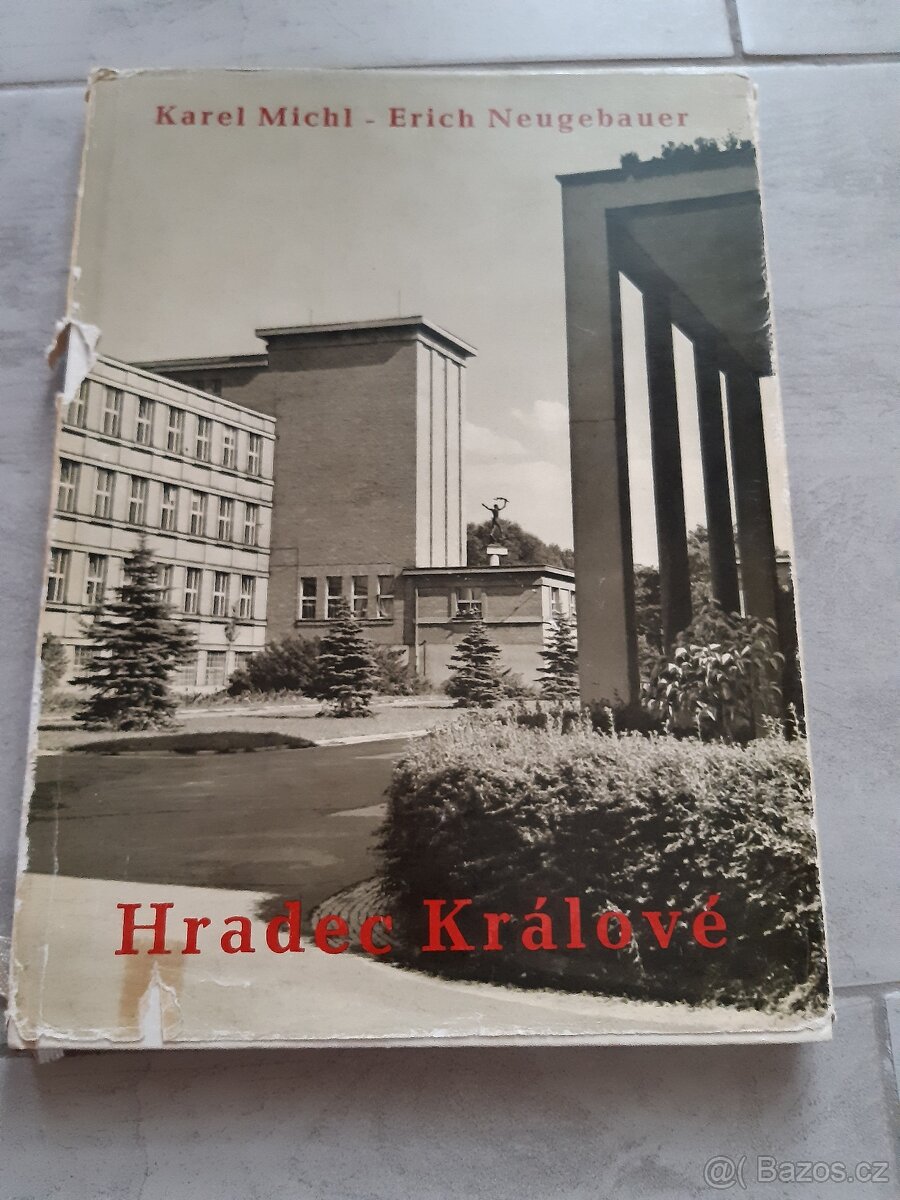 Karel Michl - Erich Neugebauer
Hradec Králové
@( Bazos.cz